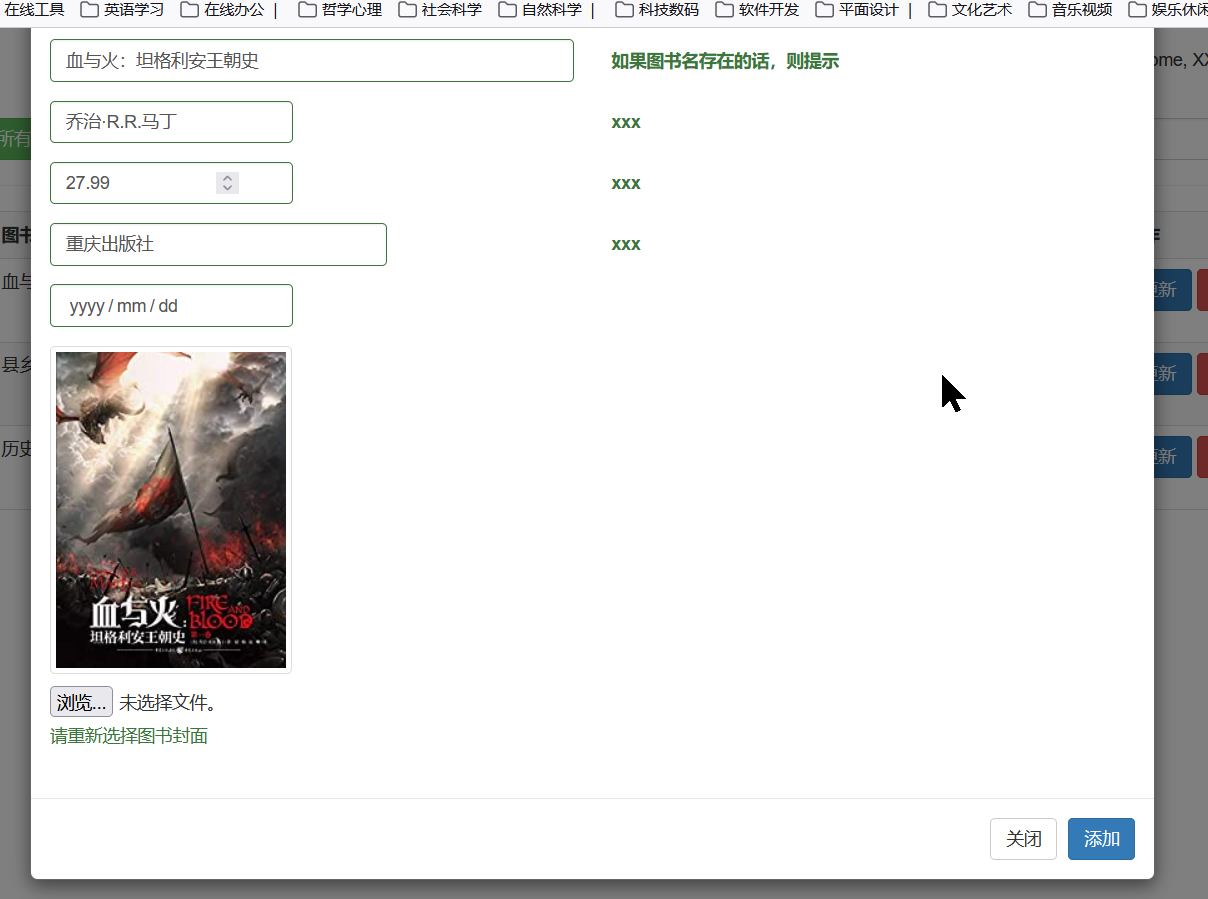 在线工具 英语学习 在线办公 | 哲学心理 社会科学 自然科学 | 科技数码 软件开发 平面设计 | 文化艺术 音乐视频 娱乐休闲
血与火：坦格利安王朝史 如果图书名存在的话，则提示
ome, XX
乔治·R.R.马丁 xxx
所有
27.99 xxx
图书
重庆出版社 xxx
血与
更新
yyyy / mm / dd
县乡
更新
历史
更新
血与火:
FIRE AND BLOOD
坦格利安王朝史 第一卷
浏览... 未选择文件。
请重新选择图书封面
关闭 添加